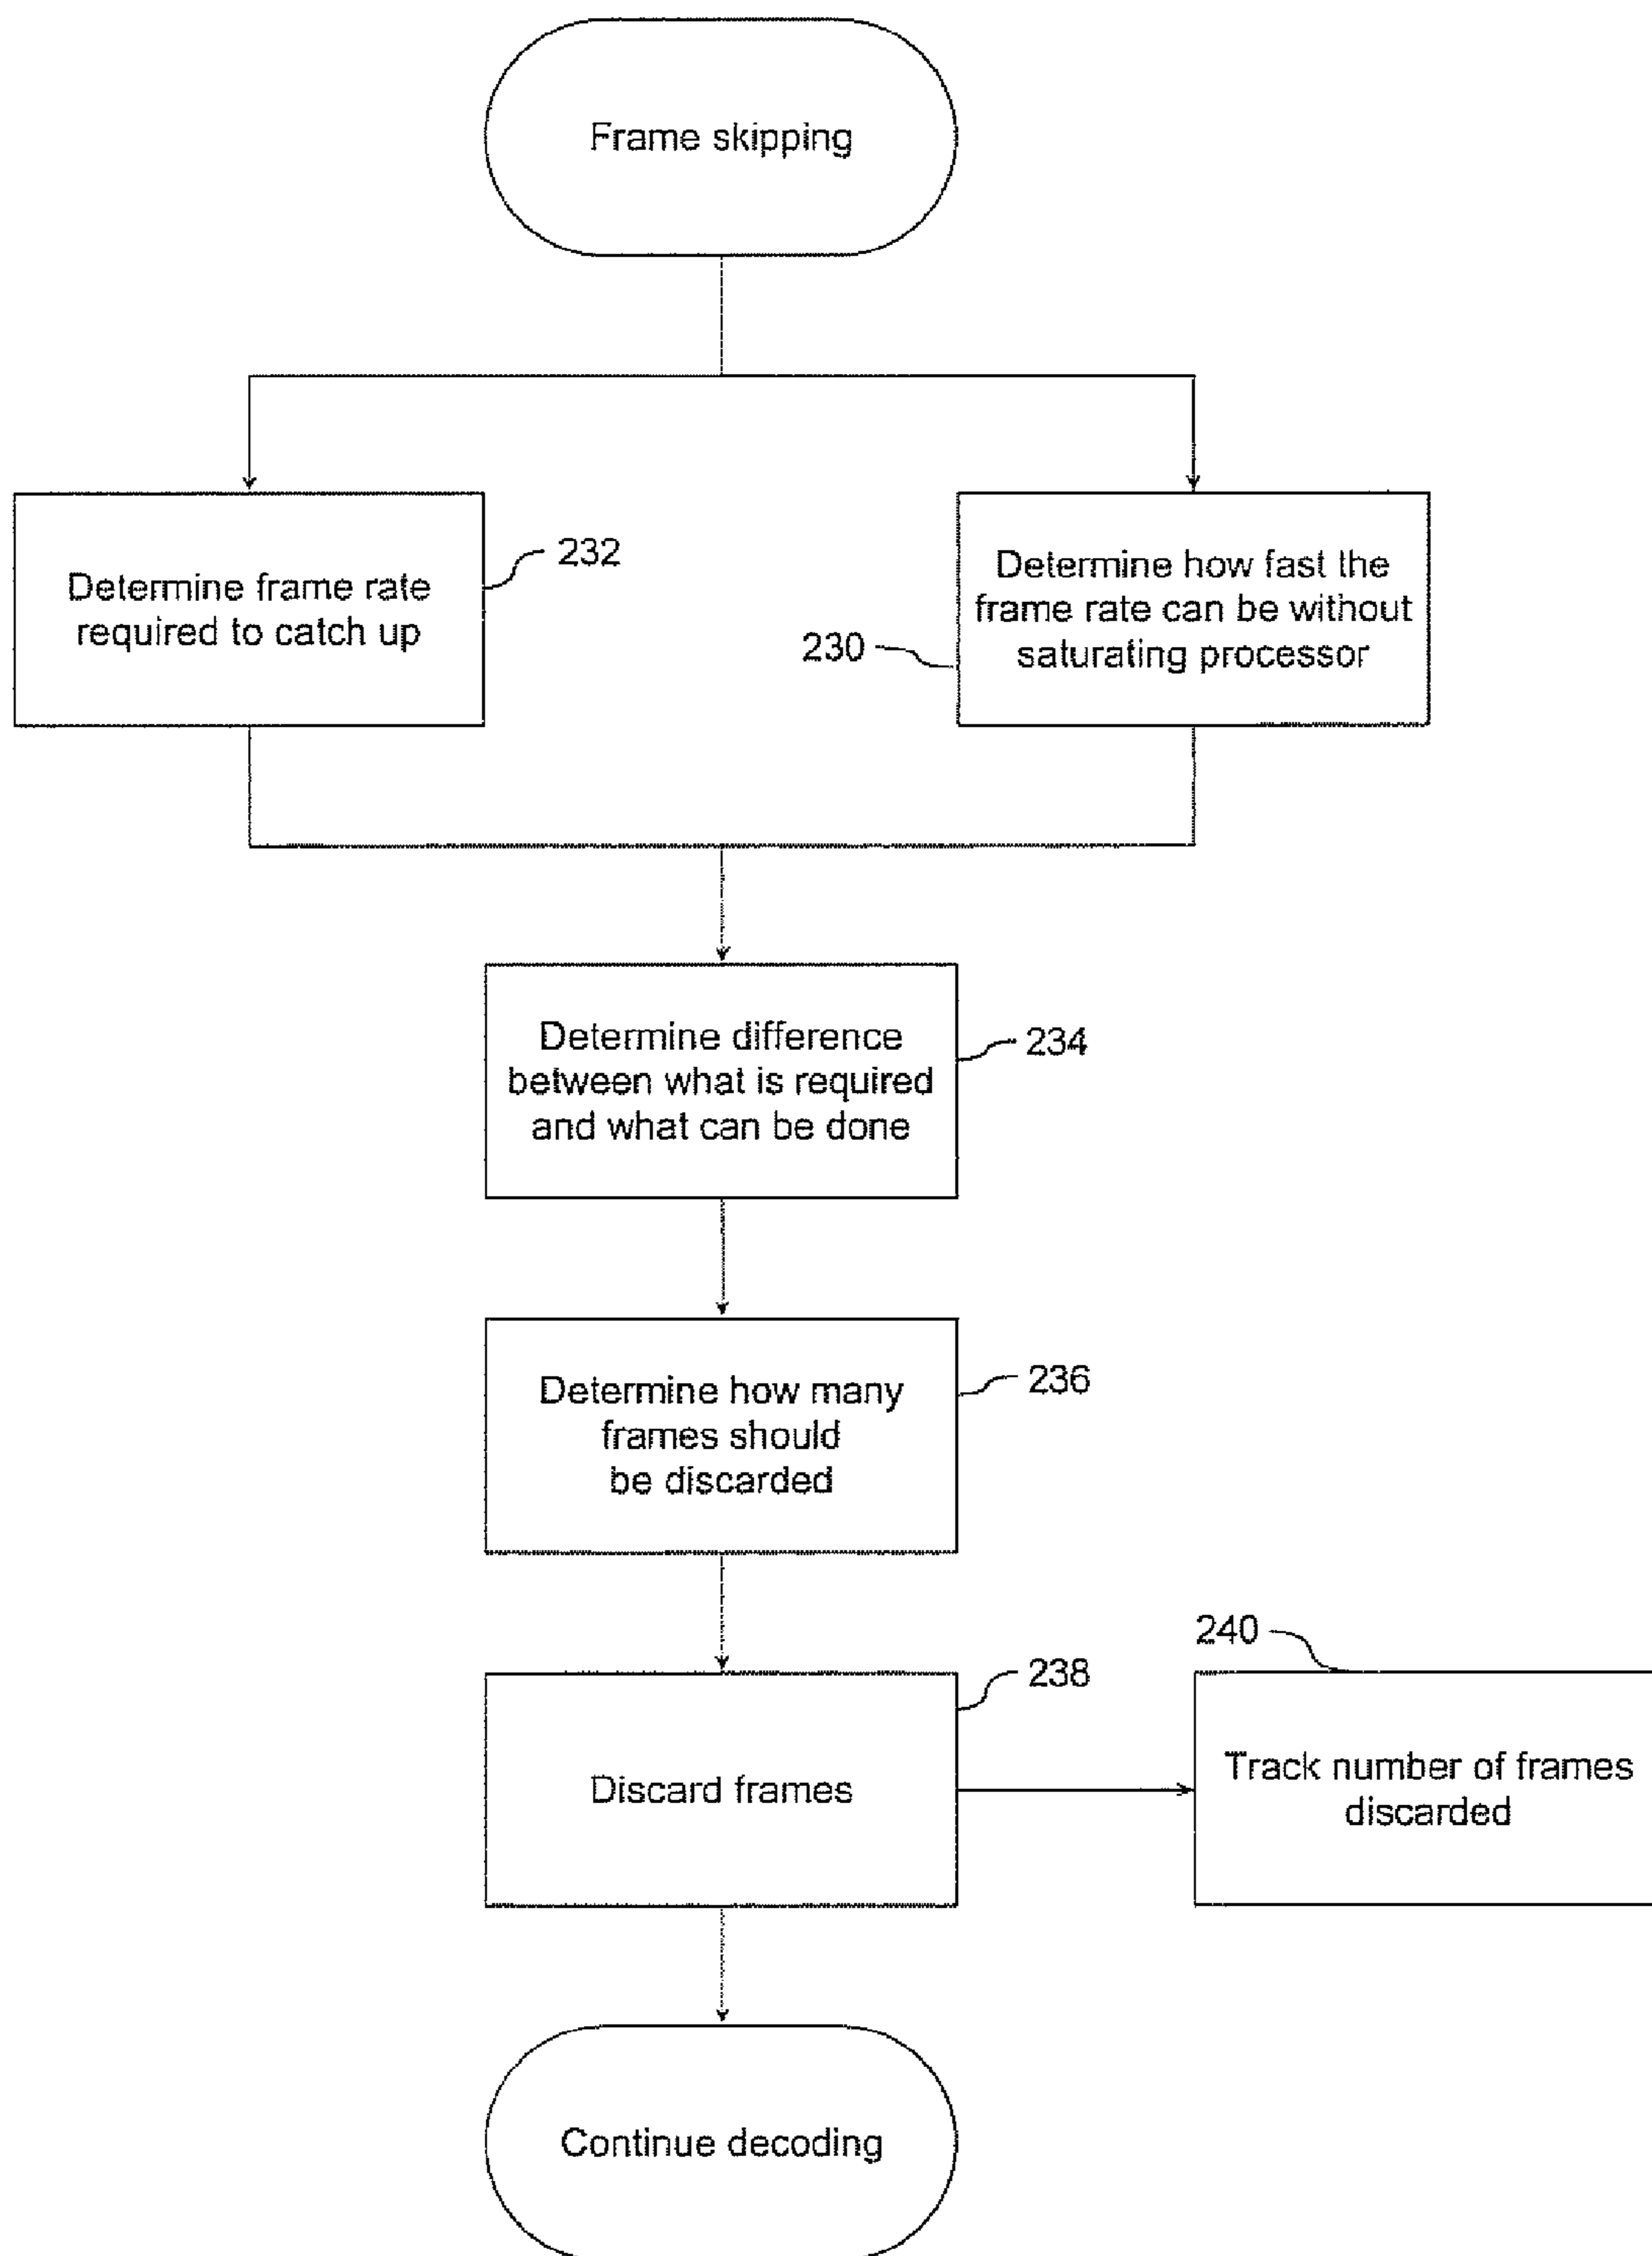 Frame skipping
Determine frame rate
required to catch up
232
Determine how fast the
frame rate can be without
saturating processor
230
Determine difference
between what is required
and what can be done
234
Determine how many
frames should
be discarded
236
Discard frames
238
240
Track number of frames
discarded
Continue decoding